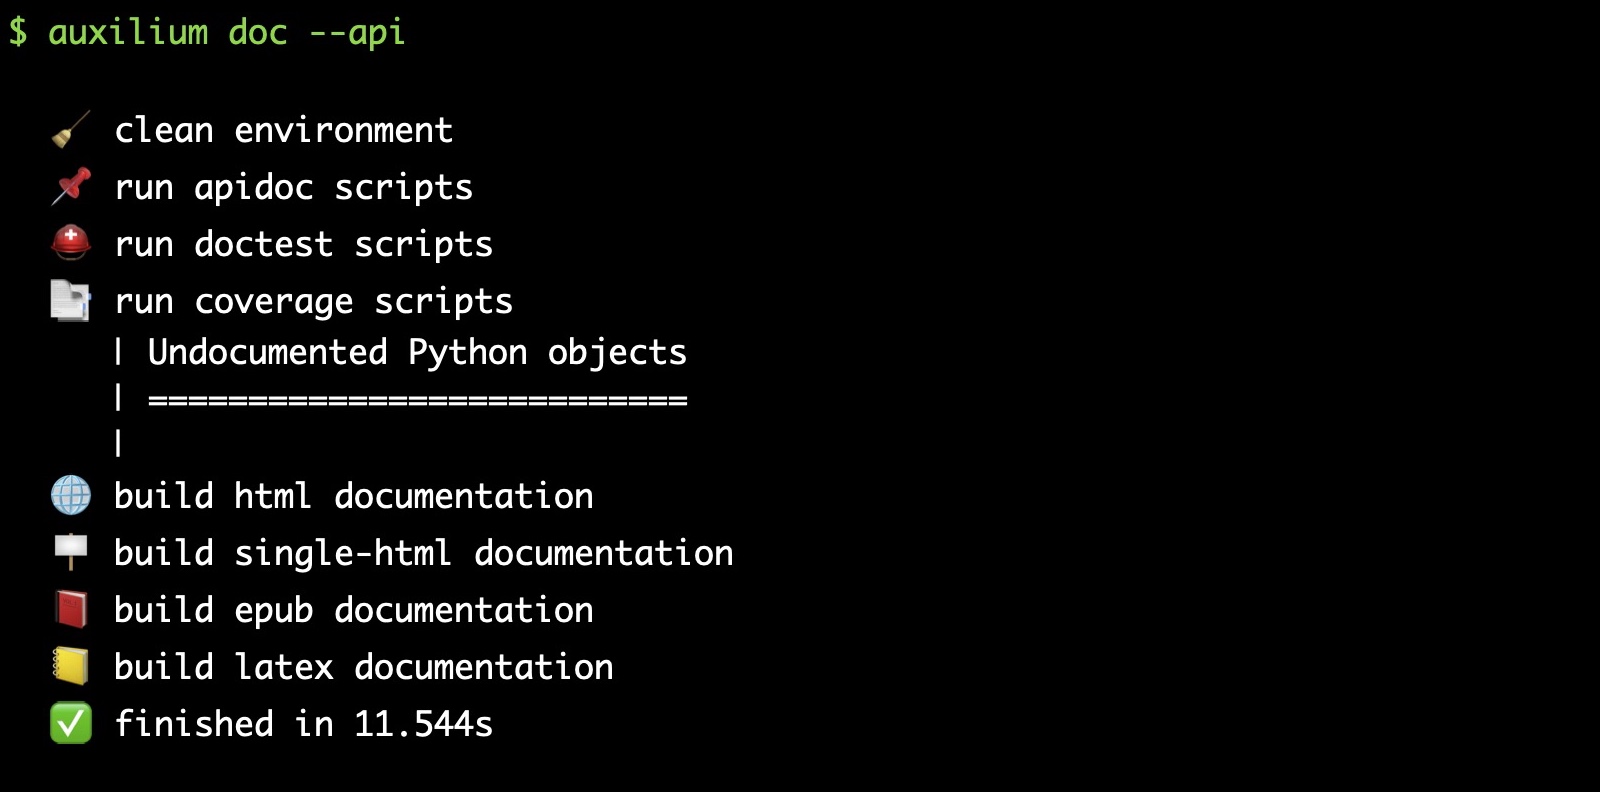 $ auxilium doc --api
🧹 clean environment
📌 run apidoc scripts
⛑ run doctest scripts
📑 run coverage scripts
| Undocumented Python objects
| ===========================
|
🌐 build html documentation
🪧 build single-html documentation
📕 build epub documentation
📒 build latex documentation
✅ finished in 11.544s